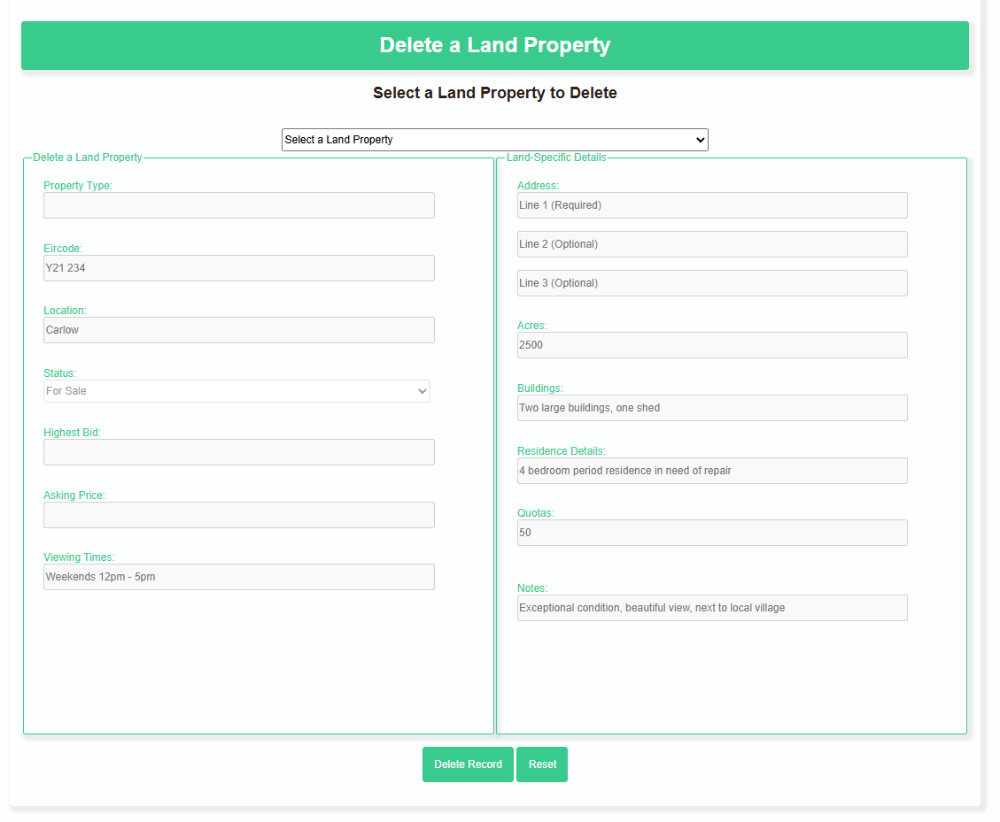 Delete a Land Property
Select a Land Property to Delete
Select a Land Property
Delete a Land Property
Property Type:
Eircode:
Y21 234
Location:
Carlow
Status:
For Sale
Highest Bid:
Asking Price:
Viewing Times:
Weekends 12pm - 5pm
Land-Specific Details
Address:
Line 1 (Required)
Line 2 (Optional)
Line 3 (Optional)
Acres:
2500
Buildings:
Two large buildings, one shed
Residence Details:
4 bedroom period residence in need of repair
Quotas:
50
Notes:
Exceptional condition, beautiful view, next to local village
Delete Record Reset